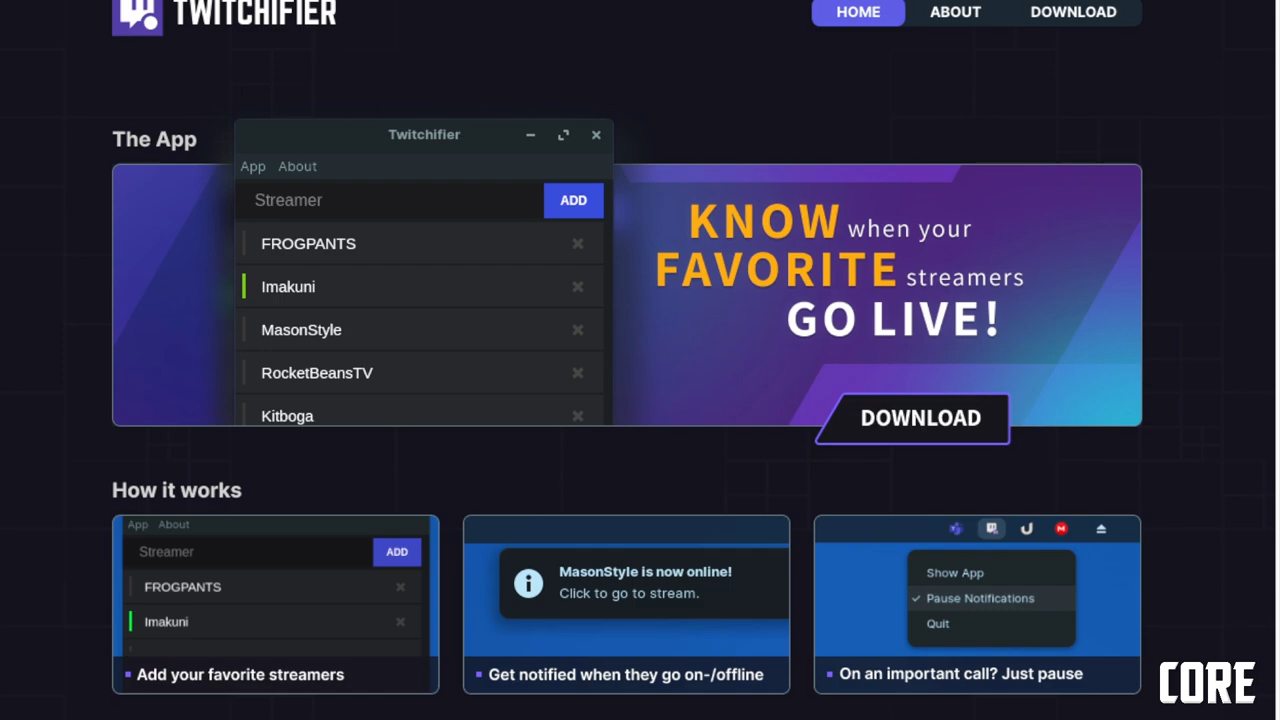 TWITCHIFIER
HOME ABOUT DOWNLOAD
The App
Twitchifier
App About
Streamer ADD
FROGPANTS
Imakuni
MasonStyle
RocketBeansTV
Kitboga
KNOW when your
FAVORITE streamers
GO LIVE!
DOWNLOAD
How it works
App About
Streamer ADD
FROGPANTS
Imakuni
Add your favorite streamers
MasonStyle is now online!
Click to go to stream.
Get notified when they go on-/offline
Show App
Pause Notifications
Quit
On an important call? Just pause
CORE